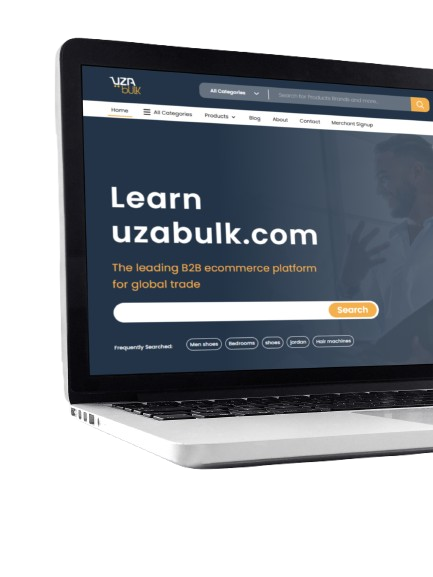 UZA
bulk
All Categories
Search for Products Brands and more..
Home
All Categories
Products
Blog
About
Contact
Merchant Signup
Learn
uzabulk.com
The leading B2B ecommerce platform
for global trade
Search
Frequently Searched:
Men shoes
Bedrooms
shoes
jordan
Hair machines